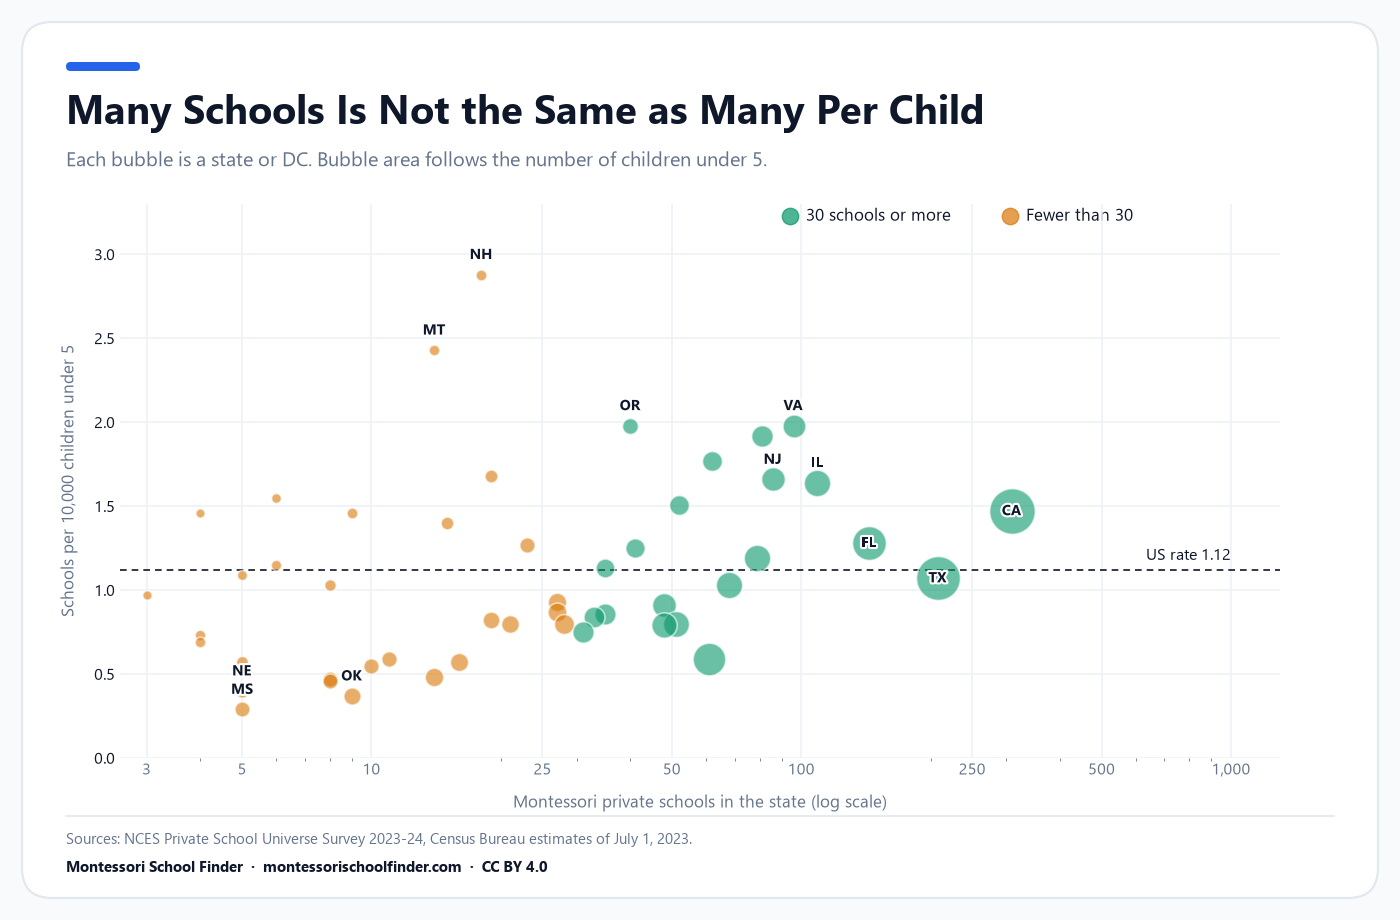 Many Schools Is Not the Same as Many Per Child
Each bubble is a state or DC. Bubble area follows the number of children under 5.
30 schools or more
Fewer than 30
Schools per 10,000 children under 5
3.0
2.5
2.0
1.5
1.0
0.5
0.0
NH
MT
OR
VA
NJ
IL
CA
FL
US rate 1.12
TX
NE
MS
OK
3
5
10
25
50
100
250
500
1,000
Montessori private schools in the state (log scale)
Sources: NCES Private School Universe Survey 2023-24, Census Bureau estimates of July 1, 2023.
Montessori School Finder · montessorischoolfinder.com · CC BY 4.0